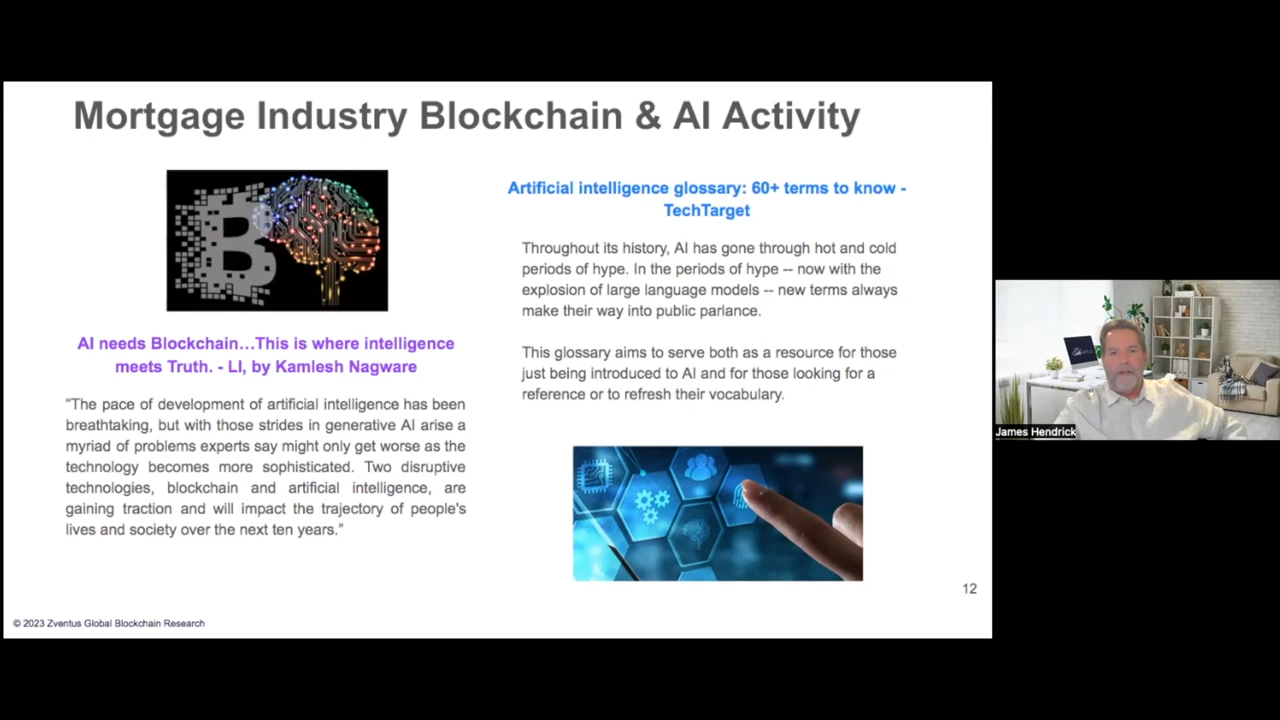 Mortgage Industry Blockchain & AI Activity
AI needs Blockchain…This is where intelligence
meets Truth. - LI, by Kamlesh Nagware
“The pace of development of artificial intelligence has been
breathtaking, but with those strides in generative AI arise a
myriad of problems experts say might only get worse as the
technology becomes more sophisticated. Two disruptive
technologies, blockchain and artificial intelligence, are
gaining traction and will impact the trajectory of people's
lives and society over the next ten years.”
Artificial intelligence glossary: 60+ terms to know -
TechTarget
Throughout its history, AI has gone through hot and cold
periods of hype. In the periods of hype -- now with the
explosion of large language models -- new terms always
make their way into public parlance.
This glossary aims to serve both as a resource for those
just being introduced to AI and for those looking for a
reference or to refresh their vocabulary.
12
© 2023 Zventus Global Blockchain Research
James Hendrick